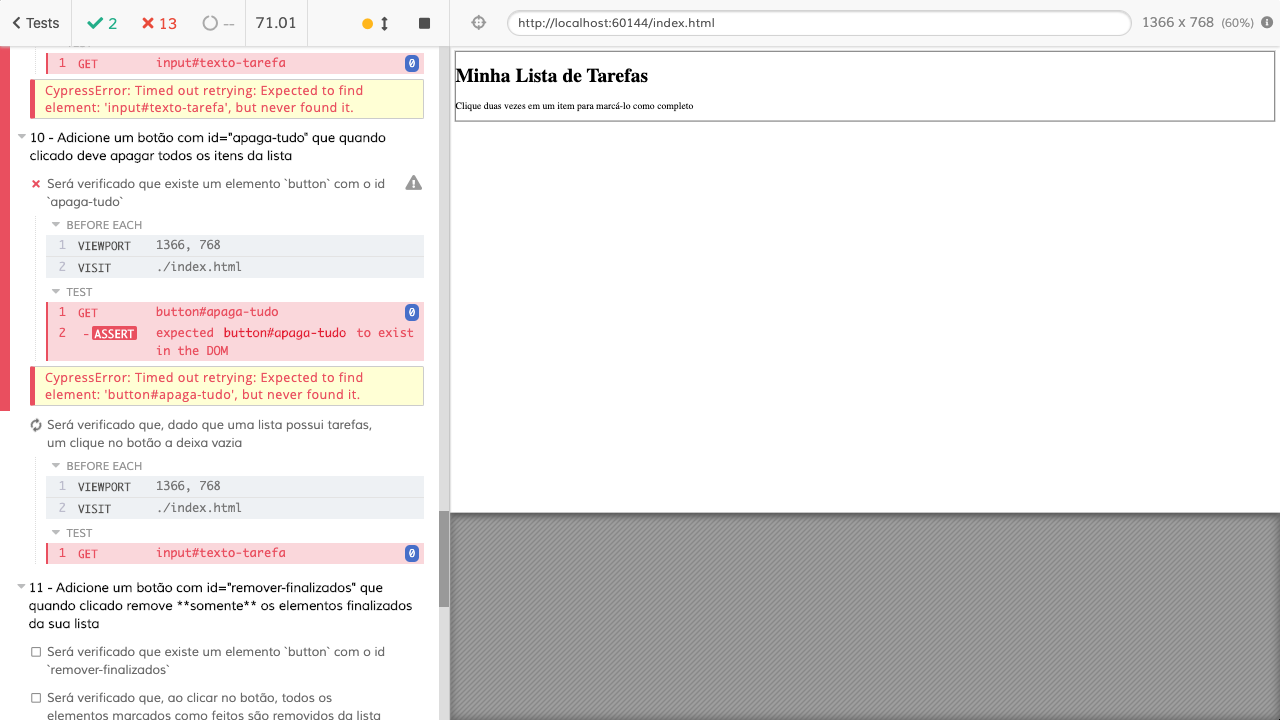 Tests 2 13 -- 71.01
http://localhost:60144/index.html 1366 x 768 (60%)
1 GET input#texto-tarefa 0
CypressError: Timed out retrying: Expected to find
element: 'input#texto-tarefa', but never found it.
10 - Adicione um botão com id="apaga-tudo" que quando
clicado deve apagar todos os itens da lista
Será verificado que existe um elemento `button` com o id
`apaga-tudo`
BEFORE EACH
1 VIEWPORT 1366, 768
2 VISIT ./index.html
TEST
1 GET button#apaga-tudo 0
2 -ASSERT expected button#apaga-tudo to exist
in the DOM
CypressError: Timed out retrying: Expected to find
element: 'button#apaga-tudo', but never found it.
Será verificado que, dado que uma lista possui tarefas,
um clique no botão a deixa vazia
BEFORE EACH
1 VIEWPORT 1366, 768
2 VISIT ./index.html
TEST
1 GET input#texto-tarefa 0
11 - Adicione um botão com id="remover-finalizados" que
quando clicado remove **somente** os elementos finalizados
da sua lista
Será verificado que existe um elemento `button` com o id
`remover-finalizados`
Será verificado que, ao clicar no botão, todos os
elementos marcados como feitos são removidos da lista
Minha Lista de Tarefas
Clique duas vezes em um item para marcá-lo como completo